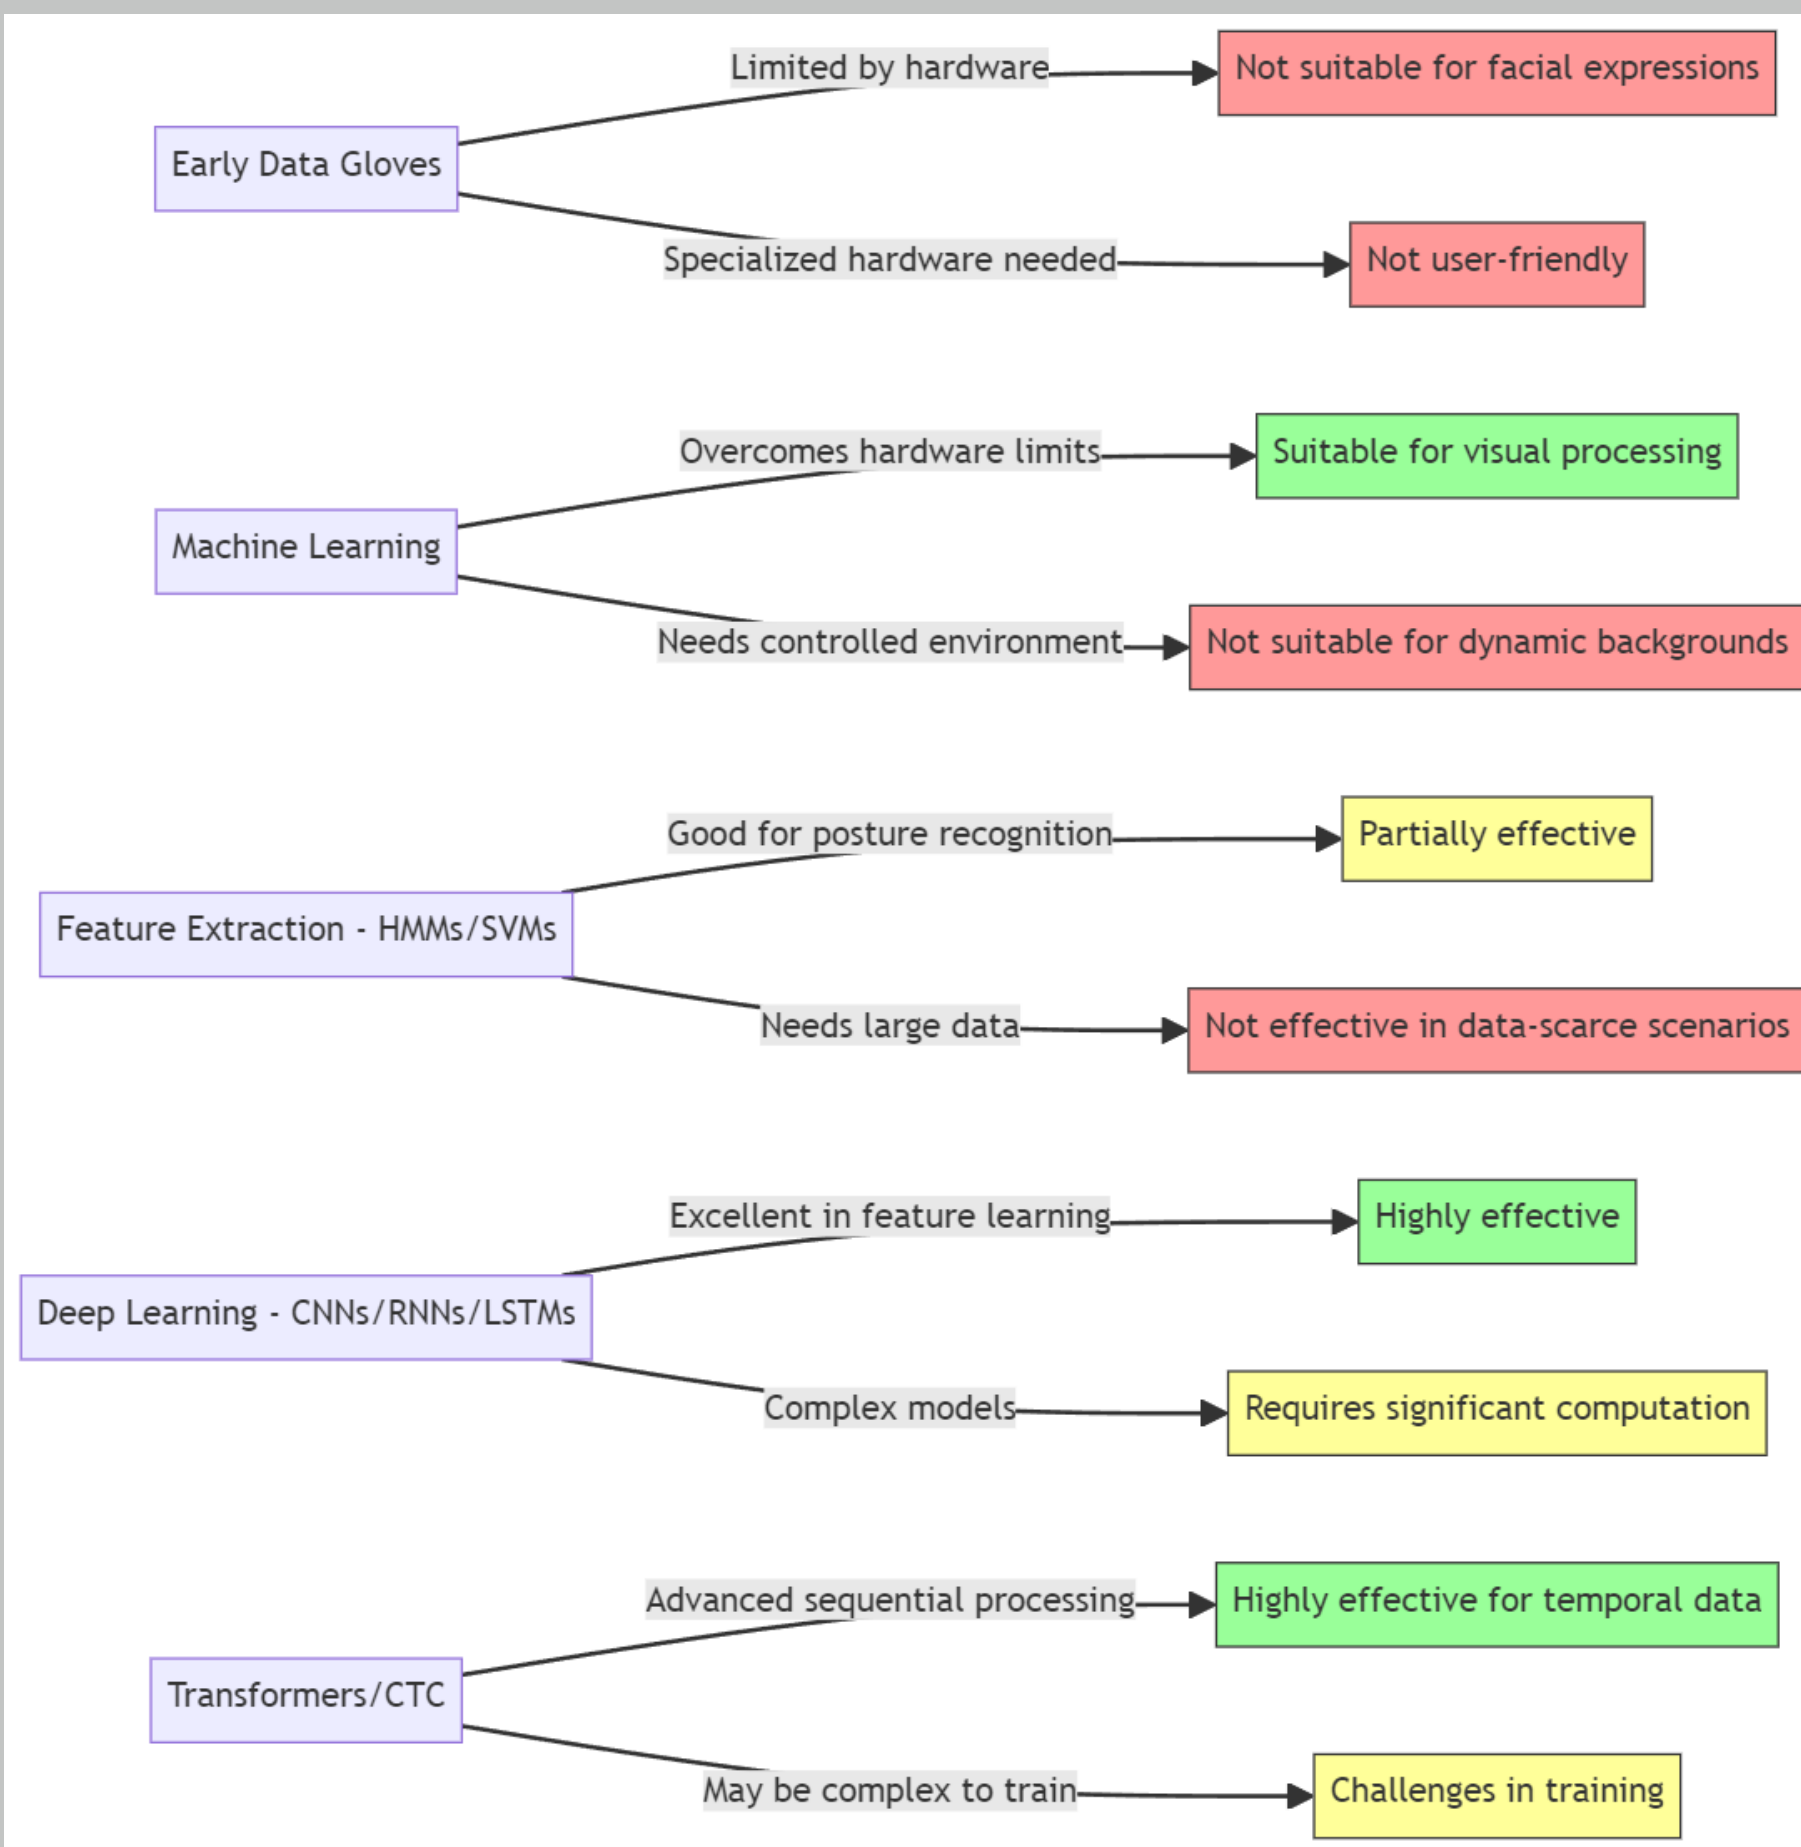 Limited by hardware
Not suitable for facial expressions
Early Data Gloves
Specialized hardware needed
Not user-friendly
Overcomes hardware limits
Suitable for visual processing
Machine Learning
Needs controlled environment
Not suitable for dynamic backgrounds
Good for posture recognition
Partially effective
Feature Extraction - HMMs/SVMs
Needs large data
Not effective in data-scarce scenarios
Excellent in feature learning
Highly effective
Deep Learning - CNNs/RNNs/LSTMs
Complex models
Requires significant computation
Advanced sequential processing
Highly effective for temporal data
Transformers/CTC
May be complex to train
Challenges in training